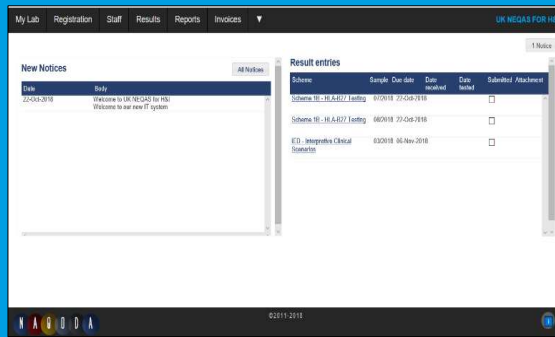 My Lab Registration Staff Results Reports Invoices ▼ UK NEQAS FOR H&I
1 Notice
New Notices All Notices
Date Body
22-Oct-2018 Welcome to UK NEQAS for H&I
Welcome to our new IT system
Result entries
Scheme Sample Due date Date received Date tested Submitted Attachment
Scheme 1B - HLA-B27 Testing 07/2018 22-Oct-2018
Scheme 1B - HLA-B27 Testing 08/2018 22-Oct-2018
IED - Interpretive Clinical Scenarios 03/2018 06-Nov-2018
N A Q D D A
©2011-2018